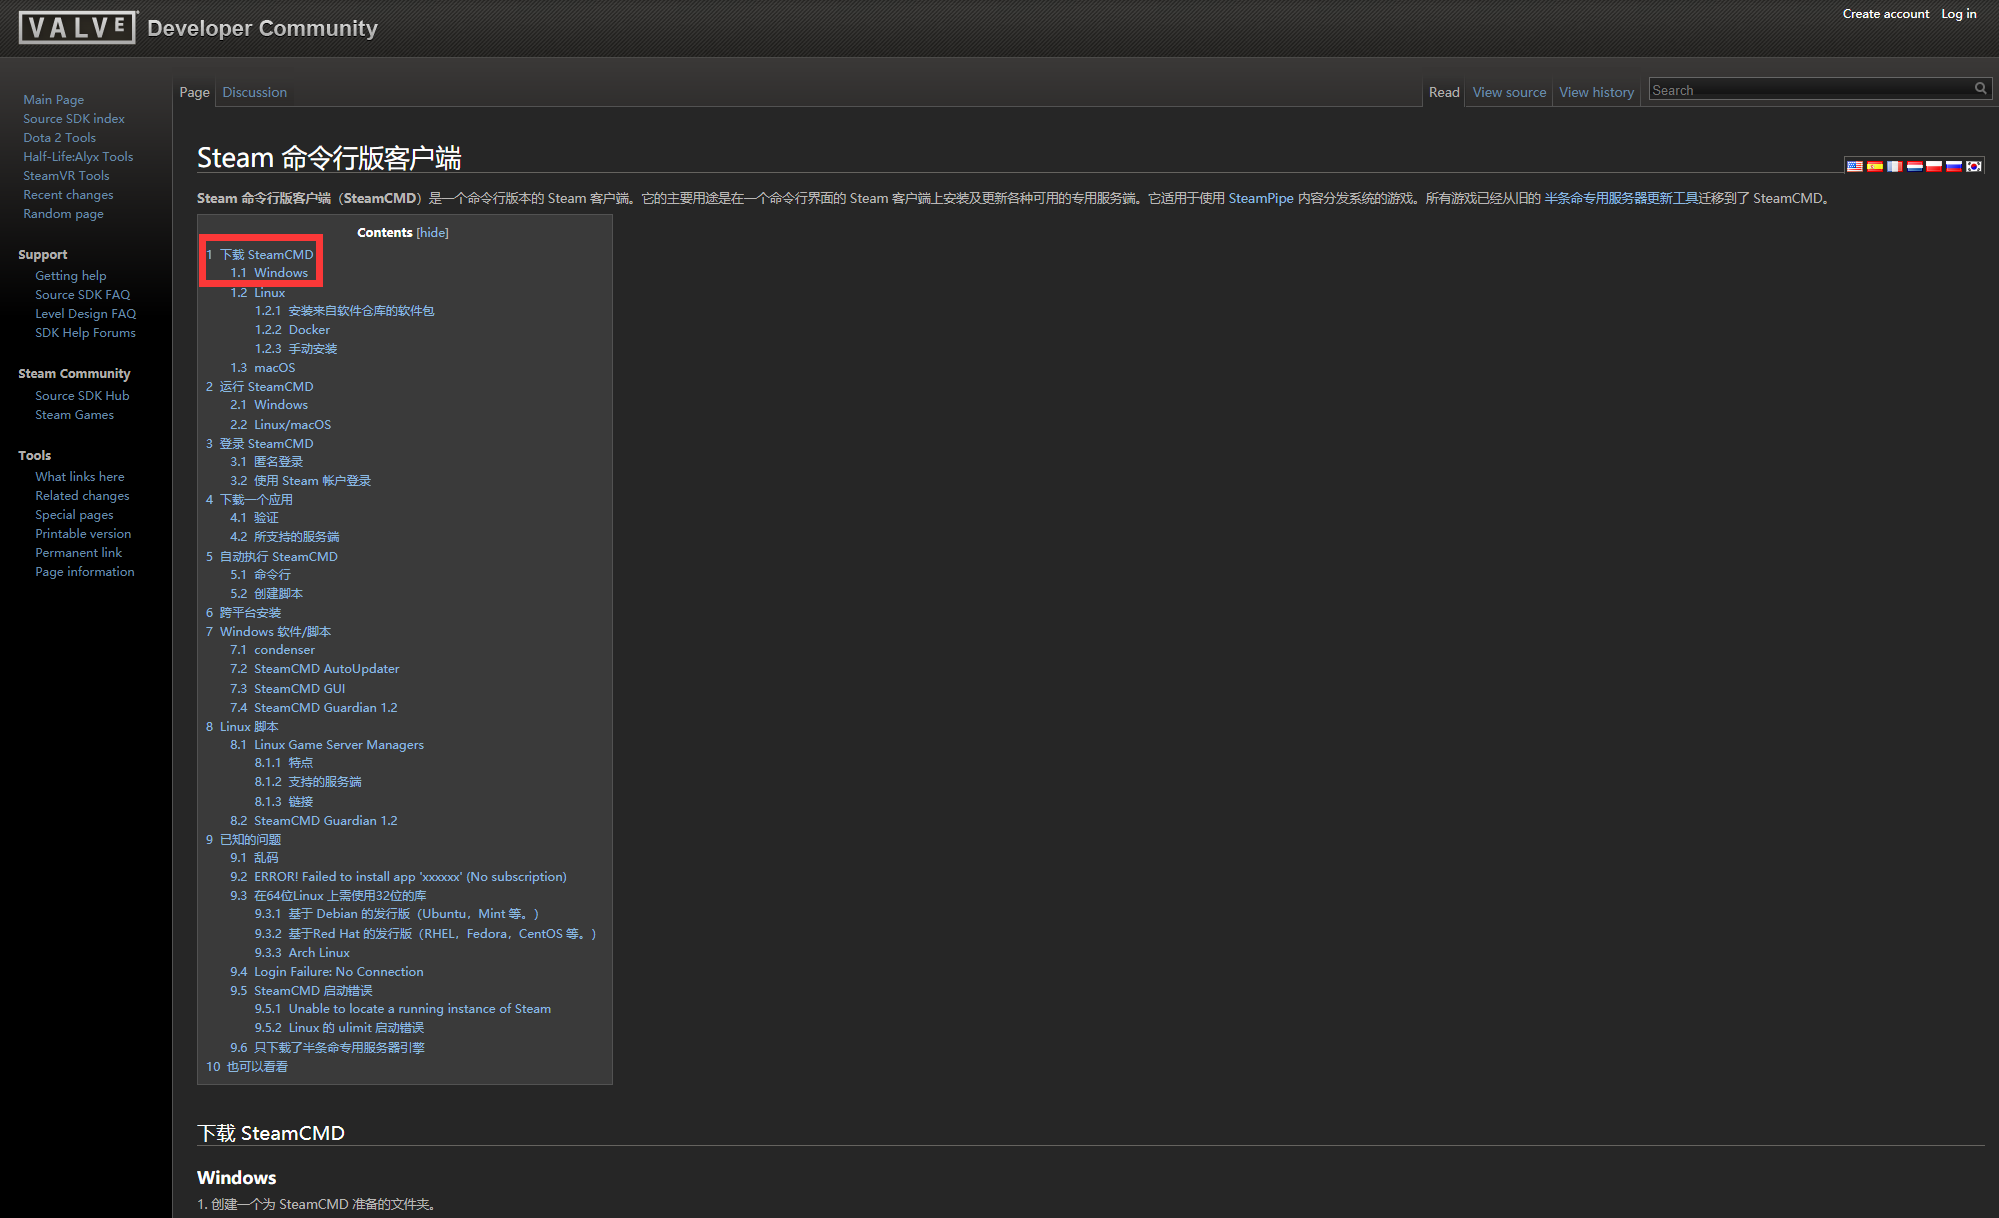 VALVE Developer Community
Create account Log in
Main Page
Source SDK index
Dota 2 Tools
Half-Life:Alyx Tools
SteamVR Tools
Recent changes
Random page
Support
Getting help
Source SDK FAQ
Level Design FAQ
SDK Help Forums
Steam Community
Source SDK Hub
Steam Games
Tools
What links here
Related changes
Special pages
Printable version
Permanent link
Page information
Page Discussion
Read View source View history Search
Steam 命令行版客户端
Steam 命令行版客户端（SteamCMD）是一个命令行版本的 Steam 客户端。它的主要用途是在一个命令行界面的 Steam 客户端上安装及更新各种可用的专用服务端。它适用于使用 SteamPipe 内容分发系统的游戏。所有游戏已经从旧的 半条命专用服务器更新工具迁移到了 SteamCMD。
Contents [hide]
1 下载 SteamCMD
1.1 Windows
1.2 Linux
1.2.1 安装来自软件仓库的软件包
1.2.2 Docker
1.2.3 手动安装
1.3 macOS
2 运行 SteamCMD
2.1 Windows
2.2 Linux/macOS
3 登录 SteamCMD
3.1 匿名登录
3.2 使用 Steam 帐户登录
4 下载一个应用
4.1 验证
4.2 所支持的服务端
5 自动执行 SteamCMD
5.1 命令行
5.2 创建脚本
6 跨平台安装
7 Windows 软件/脚本
7.1 condenser
7.2 SteamCMD AutoUpdater
7.3 SteamCMD GUI
7.4 SteamCMD Guardian 1.2
8 Linux 脚本
8.1 Linux Game Server Managers
8.1.1 特点
8.1.2 支持的服务端
8.1.3 链接
8.2 SteamCMD Guardian 1.2
9 已知的问题
9.1 乱码
9.2 ERROR! Failed to install app 'xxxxxx' (No subscription)
9.3 在64位Linux 上需使用32位的库
9.3.1 基于 Debian 的发行版（Ubuntu，Mint 等。）
9.3.2 基于Red Hat 的发行版（RHEL，Fedora，CentOS 等。）
9.3.3 Arch Linux
9.4 Login Failure: No Connection
9.5 SteamCMD 启动错误
9.5.1 Unable to locate a running instance of Steam
9.5.2 Linux 的 ulimit 启动错误
9.6 只下载了半条命专用服务器引擎
10 也可以看看
下载 SteamCMD
Windows
1. 创建一个为 SteamCMD 准备的文件夹。